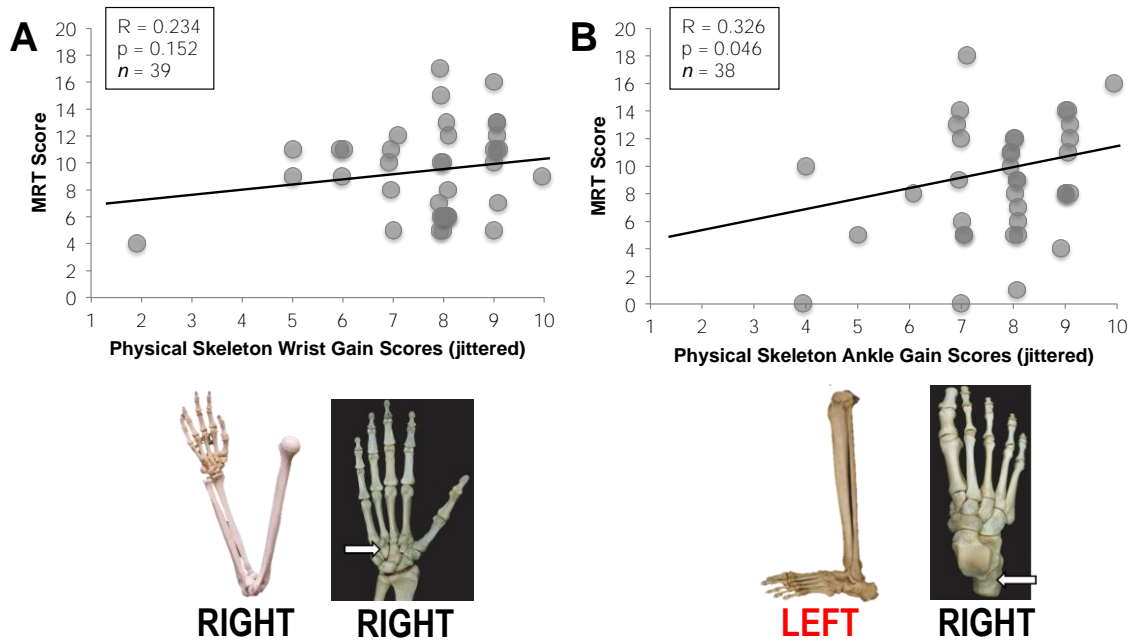 A
R = 0.234
p = 0.152
n = 39
MRT Score
20
18
16
14
12
10
8
6
4
2
0
1 2 3 4 5 6 7 8 9 10
Physical Skeleton Wrist Gain Scores (jittered)
B
R = 0.326
p = 0.046
n = 38
MRT Score
20
18
16
14
12
10
8
6
4
2
0
1 2 3 4 5 6 7 8 9 10
Physical Skeleton Ankle Gain Scores (jittered)
RIGHT RIGHT
LEFT RIGHT